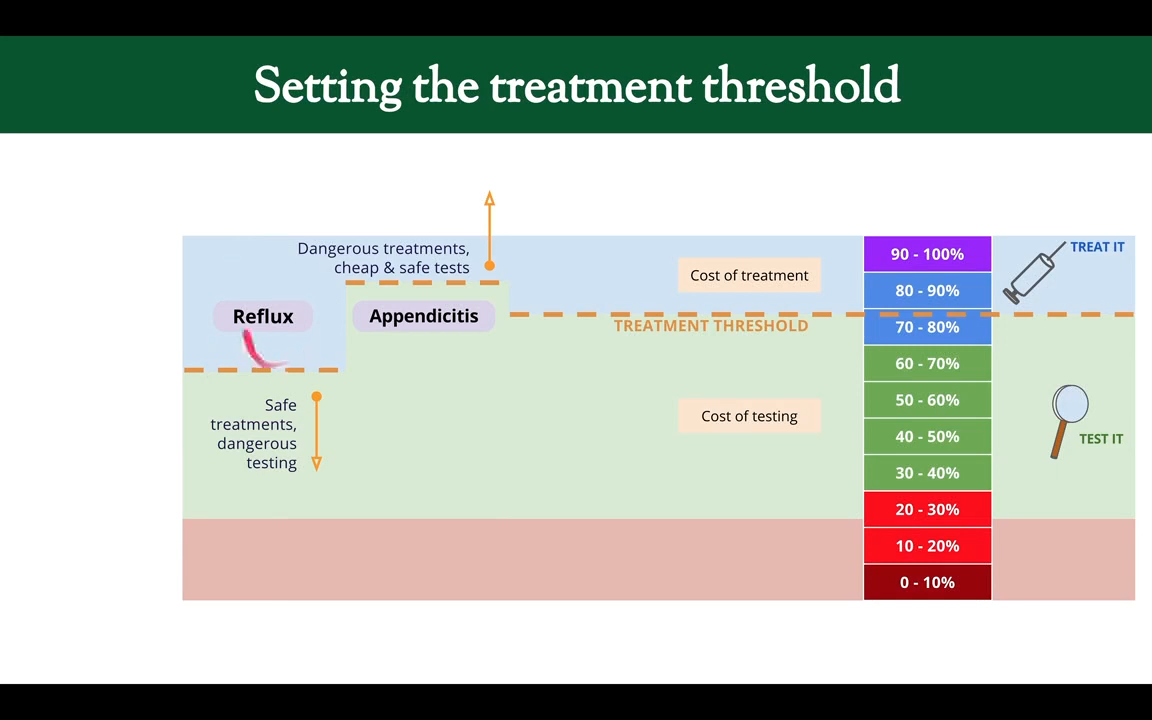 Setting the treatment threshold
Dangerous treatments,
cheap & safe tests
Reflux
Appendicitis
Safe
treatments,
dangerous
testing
Cost of treatment
TREATMENT THRESHOLD
Cost of testing
90 - 100%
80 - 90%
70 - 80%
60 - 70%
50 - 60%
40 - 50%
30 - 40%
20 - 30%
10 - 20%
0 - 10%
TREAT IT
TEST IT